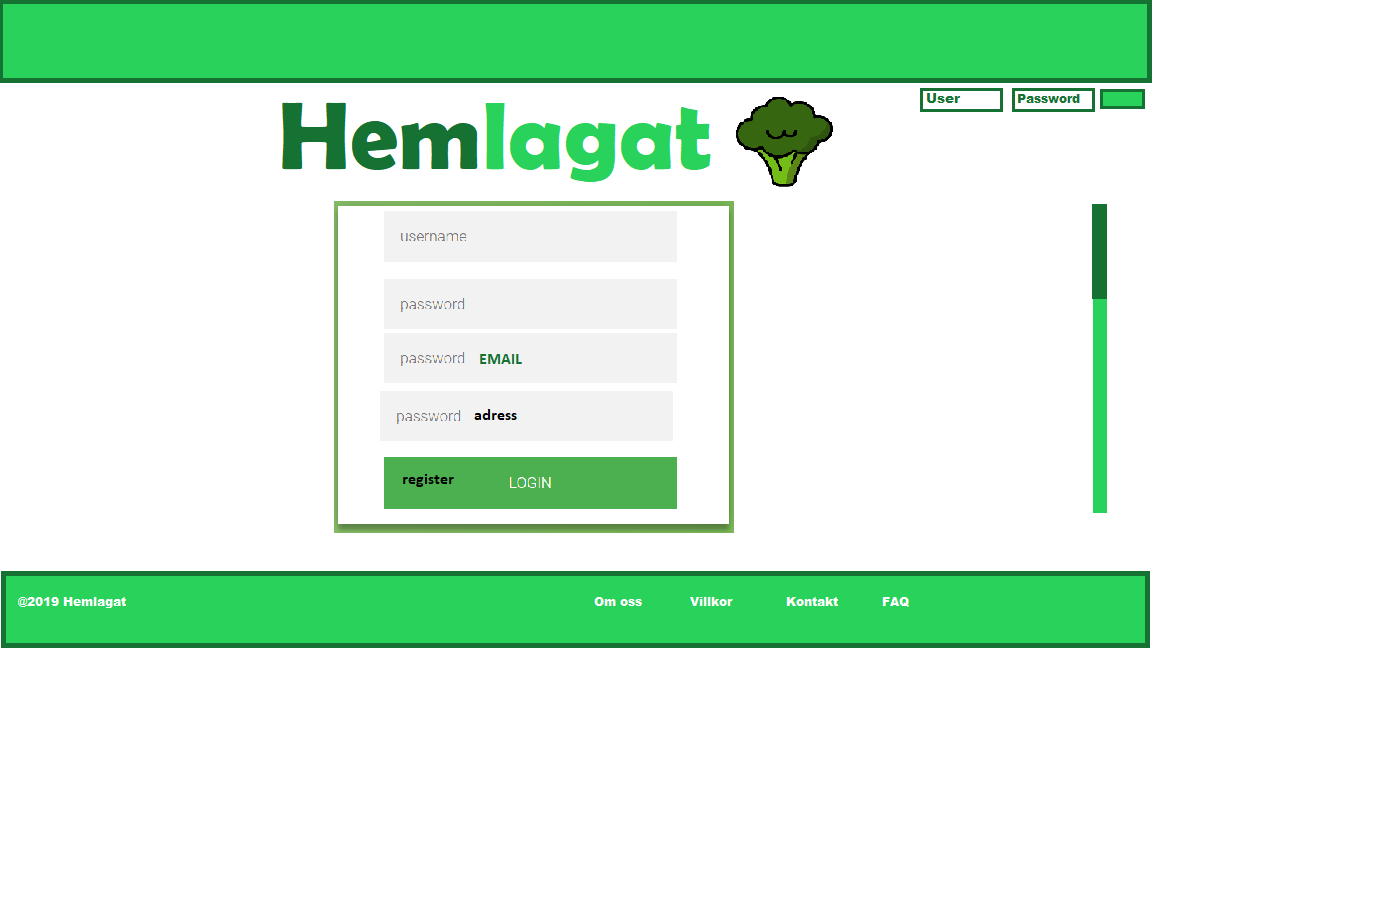 User Password
Hemlagat
username
password
password EMAIL
password adress
register LOGIN
@2019 Hemlagat Om oss Villkor Kontakt FAQ